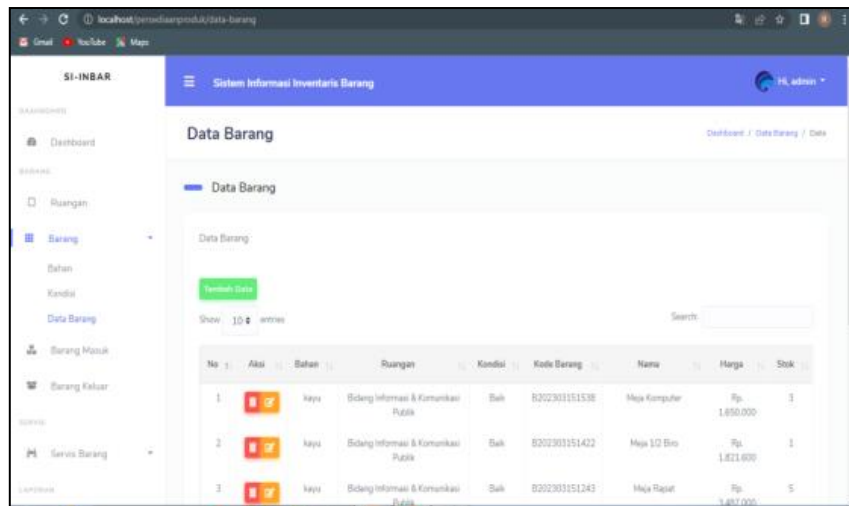 localhost/persediaanproduk/data-barang
Gmail YouTube Maps
SI-INBAR
Sistem Informasi Inventaris Barang
Hi, admin
DASHBOARD
Dashboard
Data Barang
Dashboard / Data Barang / Data
BARANG
Ruangan
Data Barang
Barang
Data Barang
Bahan
Kondisi
Tambah Data
Data Barang
Show 10 entries
Search:
Barang Masuk
Barang Keluar
No Aksi Bahan Ruangan Kondisi Kode Barang Nama Harga Stok
1 kayu Bidang Informasi & Komunikasi Publik Baik B202303151538 Meja Komputer Rp. 1.650.000 3
2 kayu Bidang Informasi & Komunikasi Publik Baik B202303151422 Meja 1/2 Biro Rp. 1.821.600 1
3 kayu Bidang Informasi & Komunikasi Publik Baik B202303151243 Meja Rapat Rp. 5
SERVIS
Servis Barang
LAPORAN